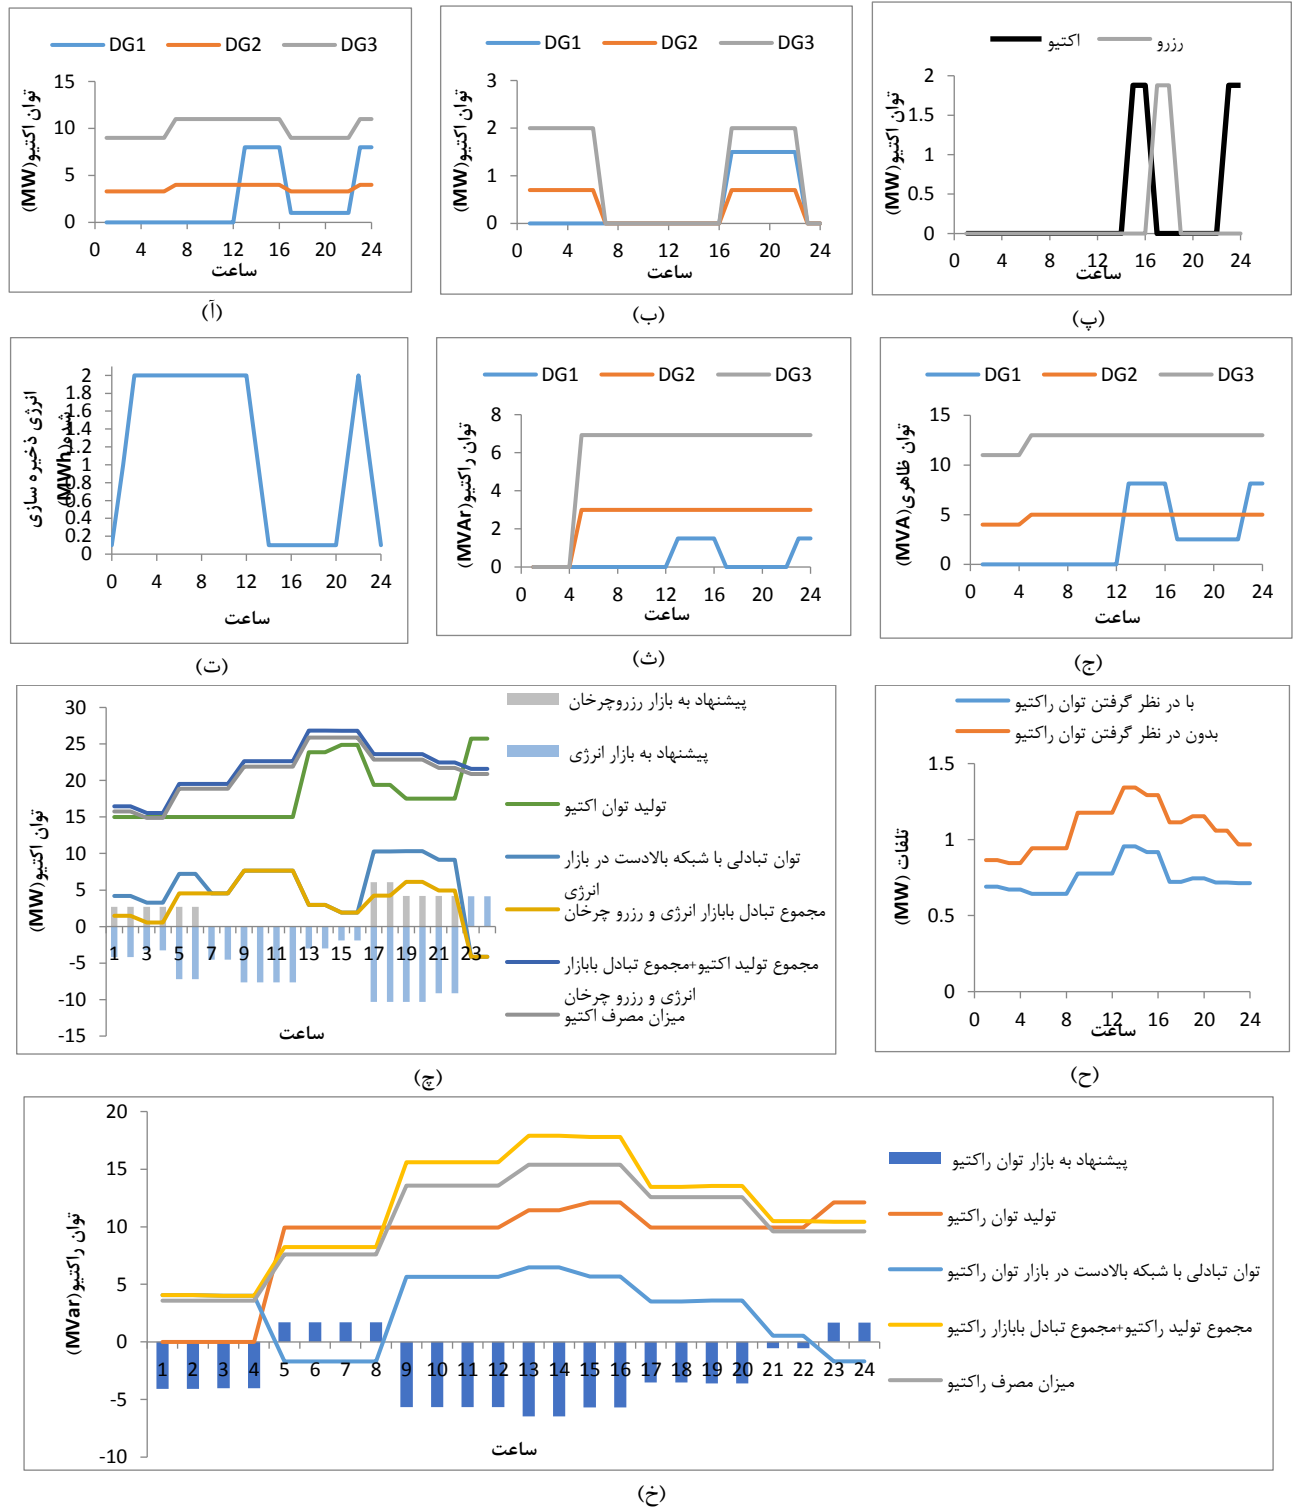 DG1 DG2 DG3
توان اکتیو(MW)
15
10
5
0
0 4 8 12 16 20 24
ساعت
(آ)
DG1 DG2 DG3
توان اکتیو(MW)
3
2
1
0
0 4 8 12 16 20 24
ساعت
(ب)
اکتیو رزرو
توان اکتیو(MW)
2
1.5
1
0.5
0
0 4 8 12 16 20 24
ساعت
(پ)
انرژی ذخیره سازی
شده(MWh)
2
1.8
1.6
1.4
1.2
1
0.8
0.6
0.4
0.2
0
0 4 8 12 16 20 24
ساعت
(ت)
DG1 DG2 DG3
توان راکتیو(MVAr)
8
6
4
2
0
0 4 8 12 16 20 24
ساعت
(ث)
DG1 DG2 DG3
توان ظاهری(MVA)
15
10
5
0
0 4 8 12 16 20 24
ساعت
(ج)
توان اکتیو(MW)
30
25
20
15
10
5
0
-5
-10
-15
1 3 5 7 9 11 13 15 17 19 21 23
ساعت
پیشنهاد به بازار رزروچرخان
پیشنهاد به بازار انرژی
تولید توان اکتیو
توان تبادلی با شبکه بالادست در بازار
انرژی
مجموع تبادل بابازار انرژی و رزرو چرخان
مجموع تولید اکتیو+مجموع تبادل بابازار
انرژی و رزرو چرخان
میزان مصرف اکتیو
(چ)
با در نظر گرفتن توان راکتیو
بدون در نظر گرفتن توان راکتیو
تلفات (MW)
1.5
1
0.5
0
0 4 8 12 16 20 24
ساعت
(ح)
توان راکتیو(MVar)
20
15
10
5
0
-5
-10
1 2 3 4 5 6 7 8 9 10 11 12 13 14 15 16 17 18 19 20 21 22 23 24
ساعت
پیشنهاد به بازار توان راکتیو
تولید توان راکتیو
توان تبادلی با شبکه بالادست در بازار توان راکتیو
مجموع تولید راکتیو+مجموع تبادل بابازار راکتیو
میزان مصرف راکتیو
(خ)